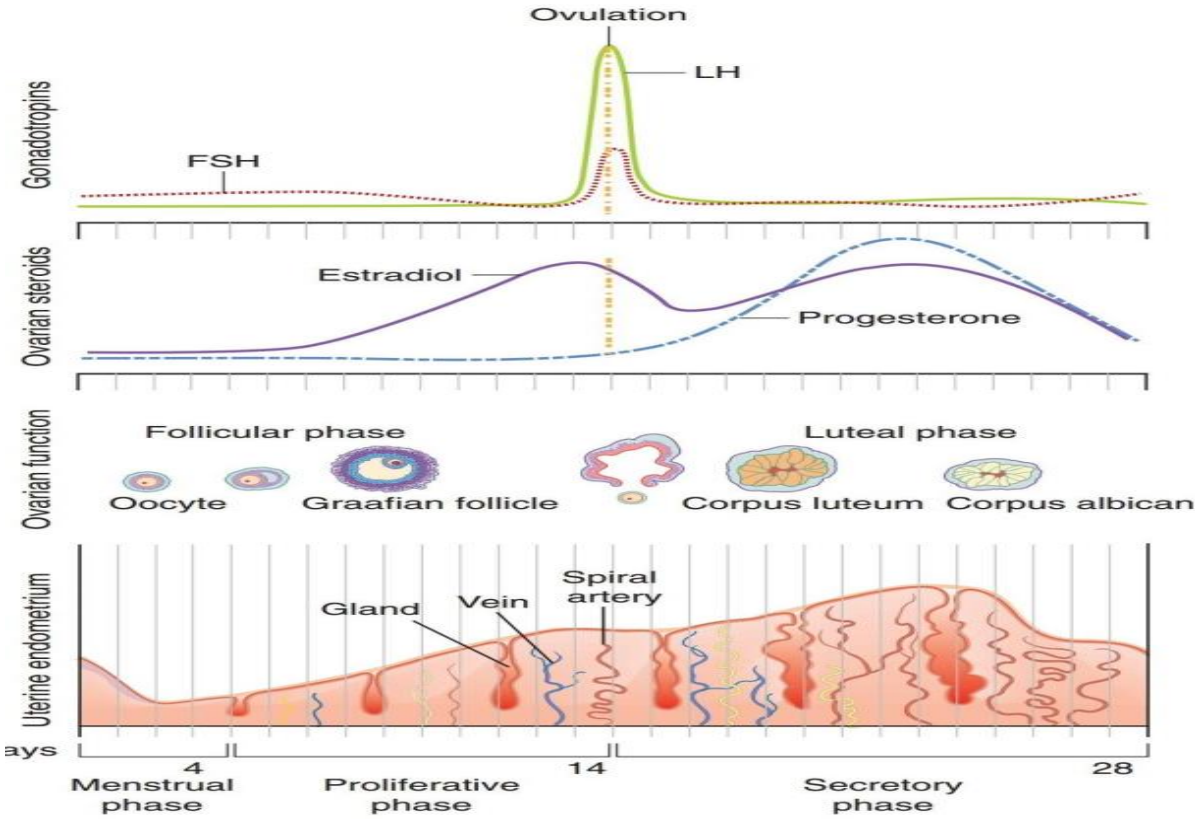 Ovulation
LH
FSH
Gonadotropins
Estradiol
Progesterone
Ovarian steroids
Follicular phase
Luteal phase
Oocyte
Graafian follicle
Corpus luteum
Corpus albican
Ovarian function
Spiral
artery
Vein
Gland
Uterine endometrium
ays
4
14
28
Menstrual
phase
Proliferative
phase
Secretory
phase